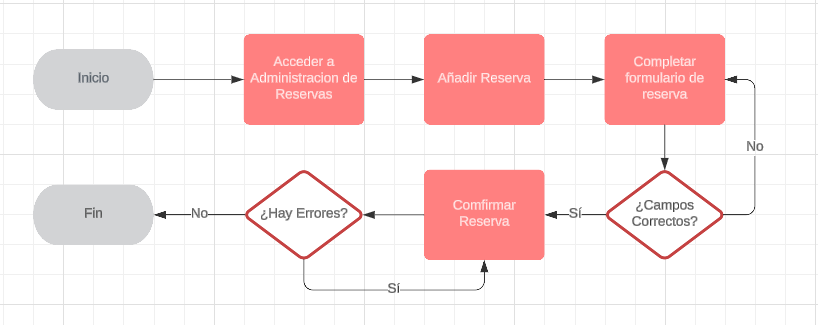 Inicio
Acceder a
Administracion de
Reservas
Añadir Reserva
Completar
formulario de
reserva
No
Fin
No
¿Hay Errores?
Comfirmar
Reserva
Sí
¿Campos
Correctos?
Sí